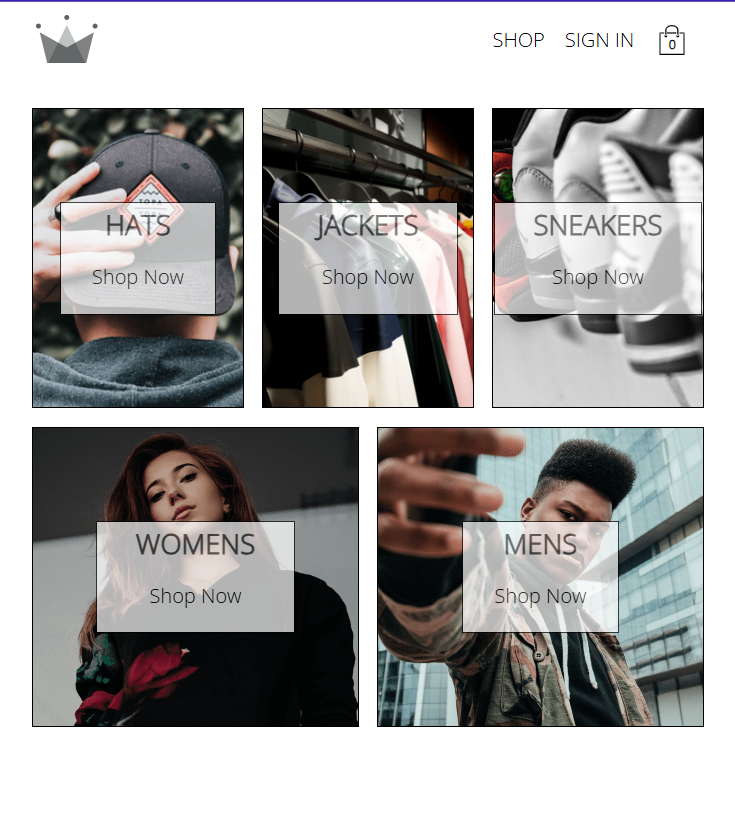 SHOP SIGN IN 0
HATS
Shop Now
JACKETS
Shop Now
SNEAKERS
Shop Now
WOMENS
Shop Now
MENS
Shop Now